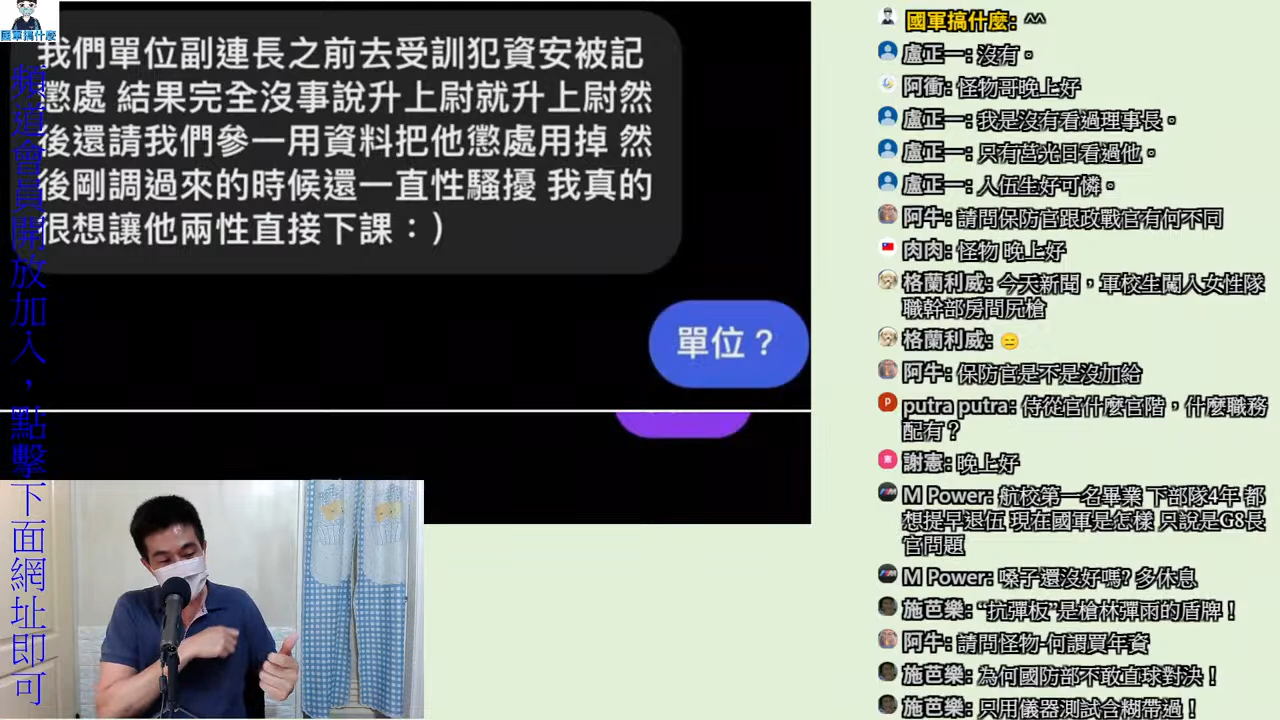 國軍搞什麼
頻道會員開放加入，點擊下面網址即可
我們單位副連長之前去受訓犯資安被記
懲處 結果完全沒事說升上尉就升上尉然
後還請我們參一用資料把他懲處用掉 然
後剛調過來的時候還一直性騷擾 我真的
很想讓他兩性直接下課：）
單位？
國軍搞什麼: ^^
盧正一: 沒有。
阿衝: 怪物哥晚上好
盧正一: 我是沒有看過理事長。
盧正一: 只有莒光日看過他。
盧正一: 人伍生好可憐。
阿牛: 請問保防官跟政戰官有何不同
肉肉: 怪物 晚上好
格蘭利威: 今天新聞，軍校生闖人女性隊
職幹部房間尻槍
格蘭利威: 😑
阿牛: 保防官是不是沒加給
putra putra: 侍從官什麼官階，什麼職務
配有？
謝憲: 晚上好
M Power: 航校第一名畢業 下部隊4年 都
想提早退伍 現在國軍是怎樣 只說是G8長
官問題
M Power: 嗓子還沒好嗎? 多休息
施芭樂: “抗彈板”是槍林彈雨的盾牌！
阿牛: 請問怪物-何謂買年資
施芭樂: 為何國防部不敢直球對決！
施芭樂: 只用儀器測試含糊帶過！